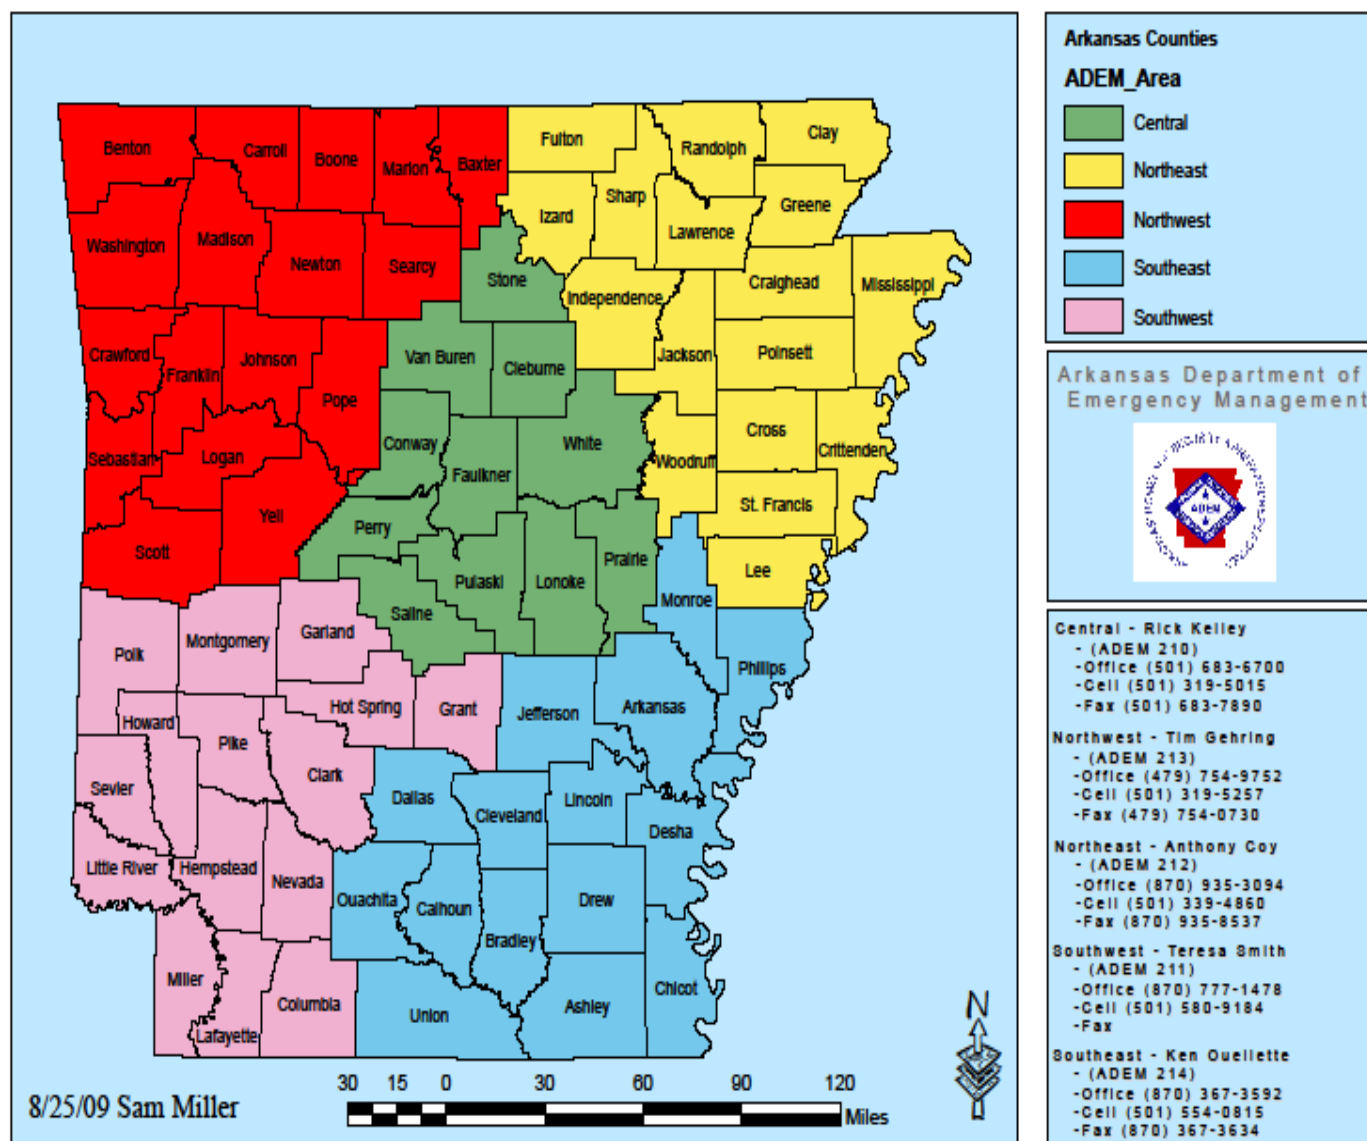 Arkansas Counties
ADEM_Area
Central
Northeast
Northwest
Southeast
Southwest
Arkansas Department of
Emergency Management
ADEM
Central - Rick Kelley
- (ADEM 210)
-Office (501) 683-6700
-Cell (501) 319-5015
-Fax (501) 683-7890
Northwest - Tim Gehring
- (ADEM 213)
-Office (479) 754-9752
-Cell (501) 319-5257
-Fax (479) 754-0730
Northeast - Anthony Coy
- (ADEM 212)
-Office (870) 935-3094
-Cell (501) 339-4860
-Fax (870) 935-8537
Southwest - Teresa Smith
- (ADEM 211)
-Office (870) 777-1478
-Cell (501) 580-9184
-Fax
Southeast - Ken Ouellette
- (ADEM 214)
-Office (870) 367-3592
-Cell (501) 554-0815
-Fax (870) 367-3634
Benton
Carroll
Boone
Marion
Baxter
Fulton
Randolph
Clay
Sharp
Izard
Greene
Lawrence
Washington
Madison
Newton
Searcy
Stone
Independence
Craighead
Mississippi
Crawford
Franklin
Johnson
Pope
Van Buren
Cleburne
Jackson
Poinsett
Sebastian
Logan
Conway
Faulkner
White
Woodruff
Cross
Crittenden
St. Francis
Scott
Yell
Perry
Pulaski
Lonoke
Prairie
Lee
Saline
Monroe
Polk
Montgomery
Garland
Phillips
Howard
Pike
Hot Spring
Grant
Jefferson
Arkansas
Sevier
Clark
Dallas
Cleveland
Lincoln
Desha
Little River
Hempstead
Nevada
Ouachita
Calhoun
Bradley
Drew
Miller
Lafayette
Columbia
Union
Ashley
Chicot
N
30 15 0 30 60 90 120
Miles
8/25/09 Sam Miller